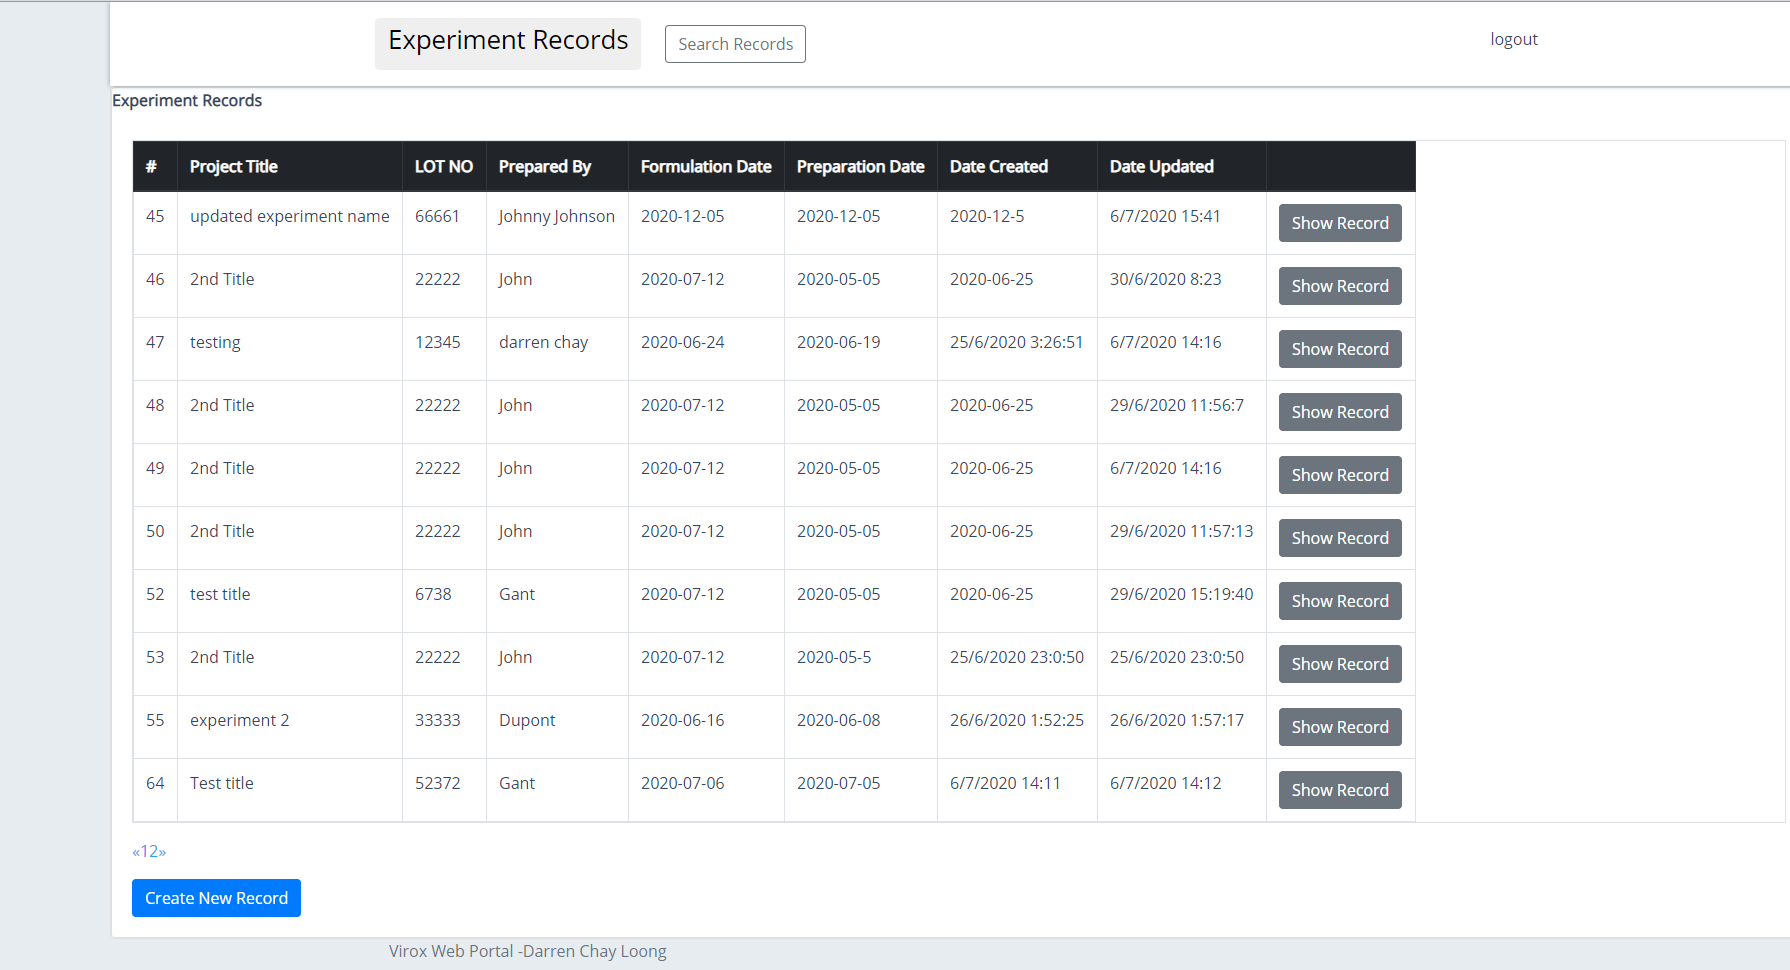 Experiment Records Search Records logout
Experiment Records
# Project Title LOT NO Prepared By Formulation Date Preparation Date Date Created Date Updated
45 updated experiment name 66661 Johnny Johnson 2020-12-05 2020-12-05 2020-12-5 6/7/2020 15:41 Show Record
46 2nd Title 22222 John 2020-07-12 2020-05-05 2020-06-25 30/6/2020 8:23 Show Record
47 testing 12345 darren chay 2020-06-24 2020-06-19 25/6/2020 3:26:51 6/7/2020 14:16 Show Record
48 2nd Title 22222 John 2020-07-12 2020-05-05 2020-06-25 29/6/2020 11:56:7 Show Record
49 2nd Title 22222 John 2020-07-12 2020-05-05 2020-06-25 6/7/2020 14:16 Show Record
50 2nd Title 22222 John 2020-07-12 2020-05-05 2020-06-25 29/6/2020 11:57:13 Show Record
52 test title 6738 Gant 2020-07-12 2020-05-05 2020-06-25 29/6/2020 15:19:40 Show Record
53 2nd Title 22222 John 2020-07-12 2020-05-5 25/6/2020 23:0:50 25/6/2020 23:0:50 Show Record
55 experiment 2 33333 Dupont 2020-06-16 2020-06-08 26/6/2020 1:52:25 26/6/2020 1:57:17 Show Record
64 Test title 52372 Gant 2020-07-06 2020-07-05 6/7/2020 14:11 6/7/2020 14:12 Show Record
«12»
Create New Record
Virox Web Portal -Darren Chay Loong